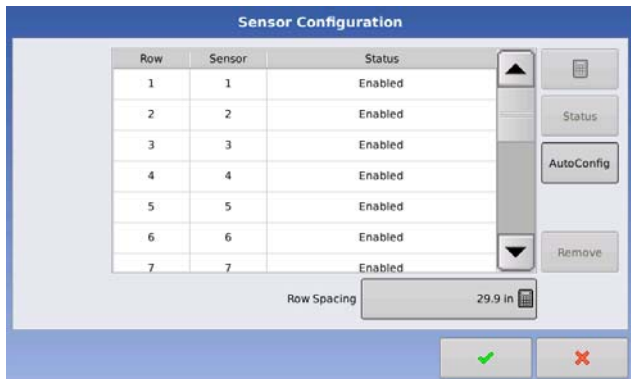 Sensor Configuration
Row Sensor Status
1 1 Enabled
2 2 Enabled
Status
3 3 Enabled
AutoConfig
4 4 Enabled
5 5 Enabled
6 6 Enabled
Remove
7 7 Enabled
Row Spacing 29.9 in